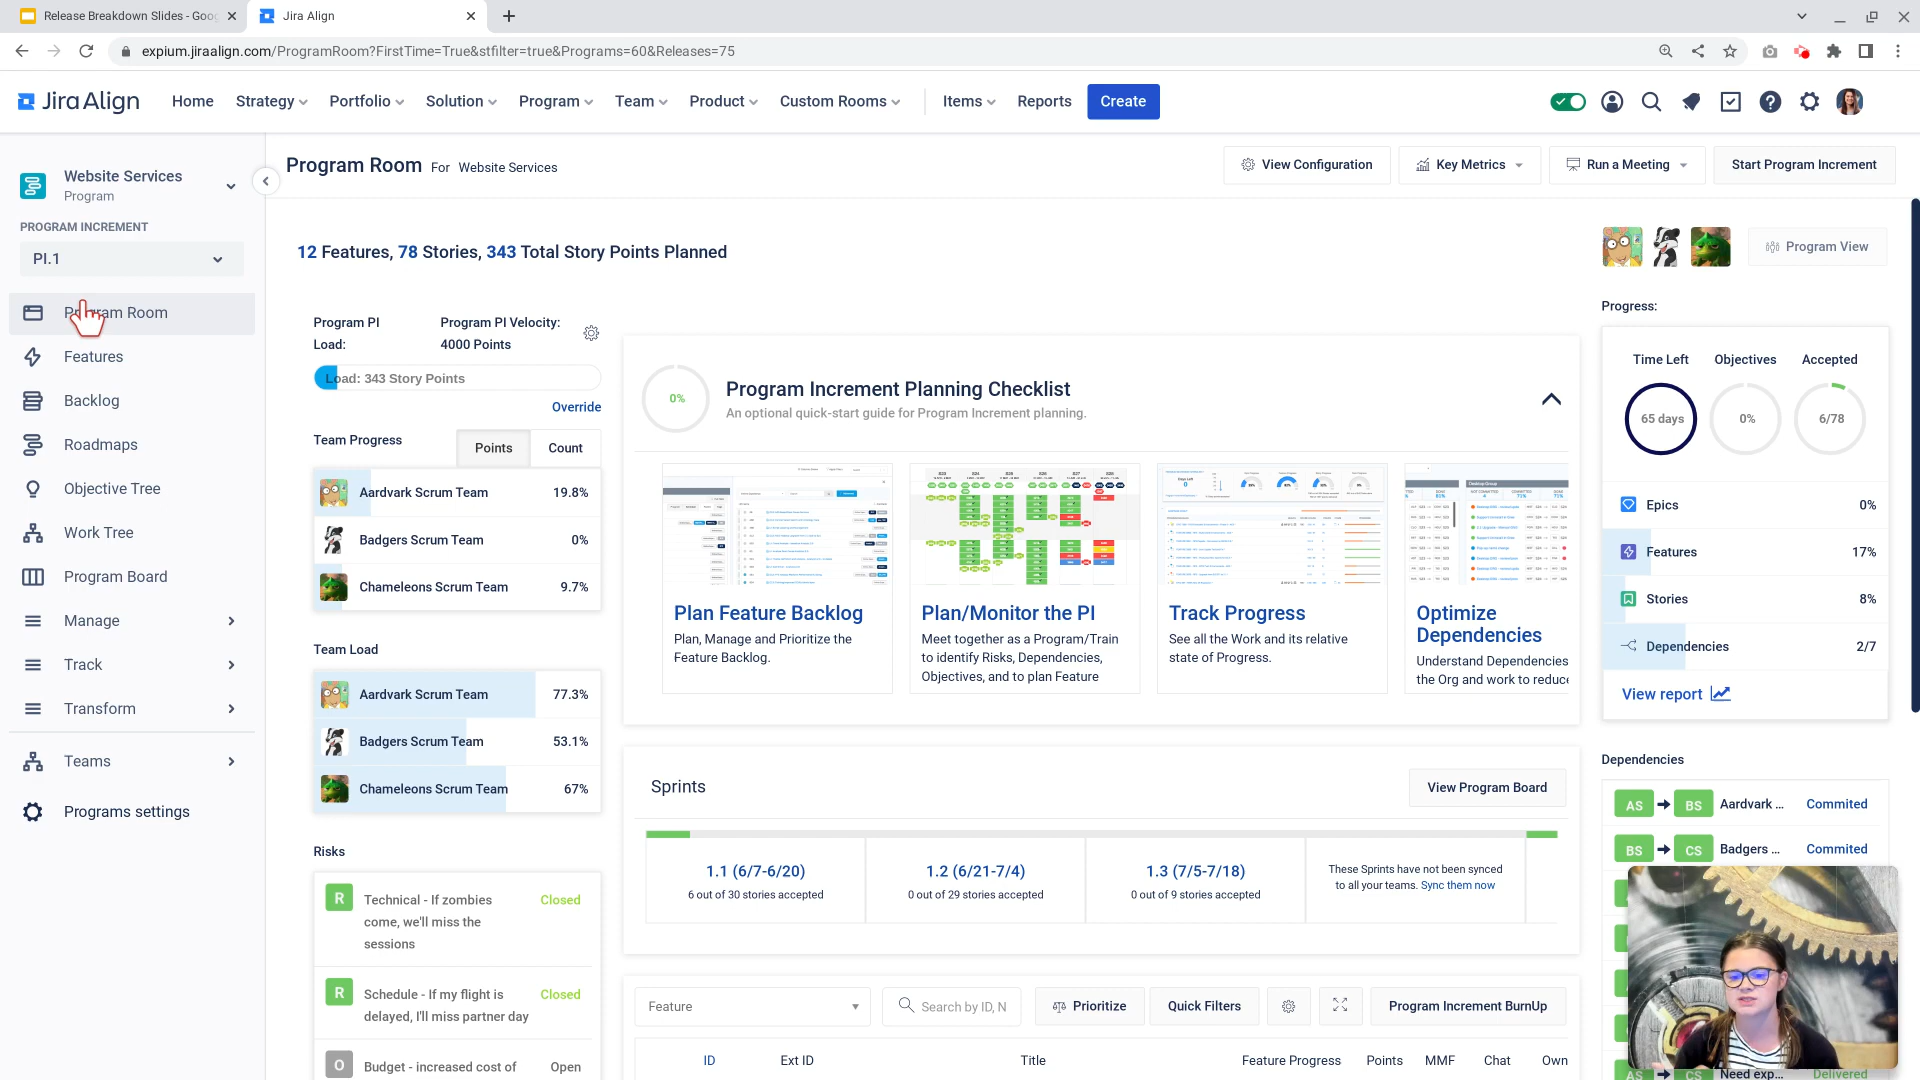 Release Breakdown Slides - Goo
Jira Align
expium.jiraalign.com/ProgramRoom?FirstTime=True&stfilter=true&Programs=60&Releases=75
Jira Align
Home
Strategy
Portfolio
Solution
Program
Team
Product
Custom Rooms
Items
Reports
Create
Website Services
Program
PROGRAM INCREMENT
PI.1
Program Room
Features
Backlog
Roadmaps
Objective Tree
Work Tree
Program Board
Manage
Track
Transform
Teams
Programs settings
Program Room For Website Services
View Configuration
Key Metrics
Run a Meeting
Start Program Increment
12 Features, 78 Stories, 343 Total Story Points Planned
Program View
Program PI Load:
Program PI Velocity:
4000 Points
Load: 343 Story Points
Override
Team Progress
Points
Count
Aardvark Scrum Team 19.8%
Badgers Scrum Team 0%
Chameleons Scrum Team 9.7%
Team Load
Aardvark Scrum Team 77.3%
Badgers Scrum Team 53.1%
Chameleons Scrum Team 67%
Risks
R Technical - If zombies come, we'll miss the sessions Closed
R Schedule - If my flight is delayed, I'll miss partner day Closed
O Budget - increased cost of Open
0%
Program Increment Planning Checklist
An optional quick-start guide for Program Increment planning.
Plan Feature Backlog
Plan, Manage and Prioritize the
Feature Backlog.
Plan/Monitor the PI
Meet together as a Program/Train
to identify Risks, Dependencies,
Objectives, and to plan Feature
Track Progress
See all the Work and its relative
state of Progress.
Optimize
Dependencies
Understand Dependencies
the Org and work to reduce
Sprints
View Program Board
1.1 (6/7-6/20)
6 out of 30 stories accepted
1.2 (6/21-7/4)
0 out of 29 stories accepted
1.3 (7/5-7/18)
0 out of 9 stories accepted
These Sprints have not been synced
to all your teams. Sync them now
Feature
Search by ID, N
Prioritize
Quick Filters
Program Increment BurnUp
ID
Ext ID
Title
Feature Progress
Points
MMF
Chat
Own
Progress:
Time Left
Objectives
Accepted
65 days
0%
6/78
Epics 0%
Features 17%
Stories 8%
Dependencies 2/7
View report
Dependencies
AS BS Aardvark ... Commited
BS CS Badgers ... Commited
AS CS Need exp... Delivered